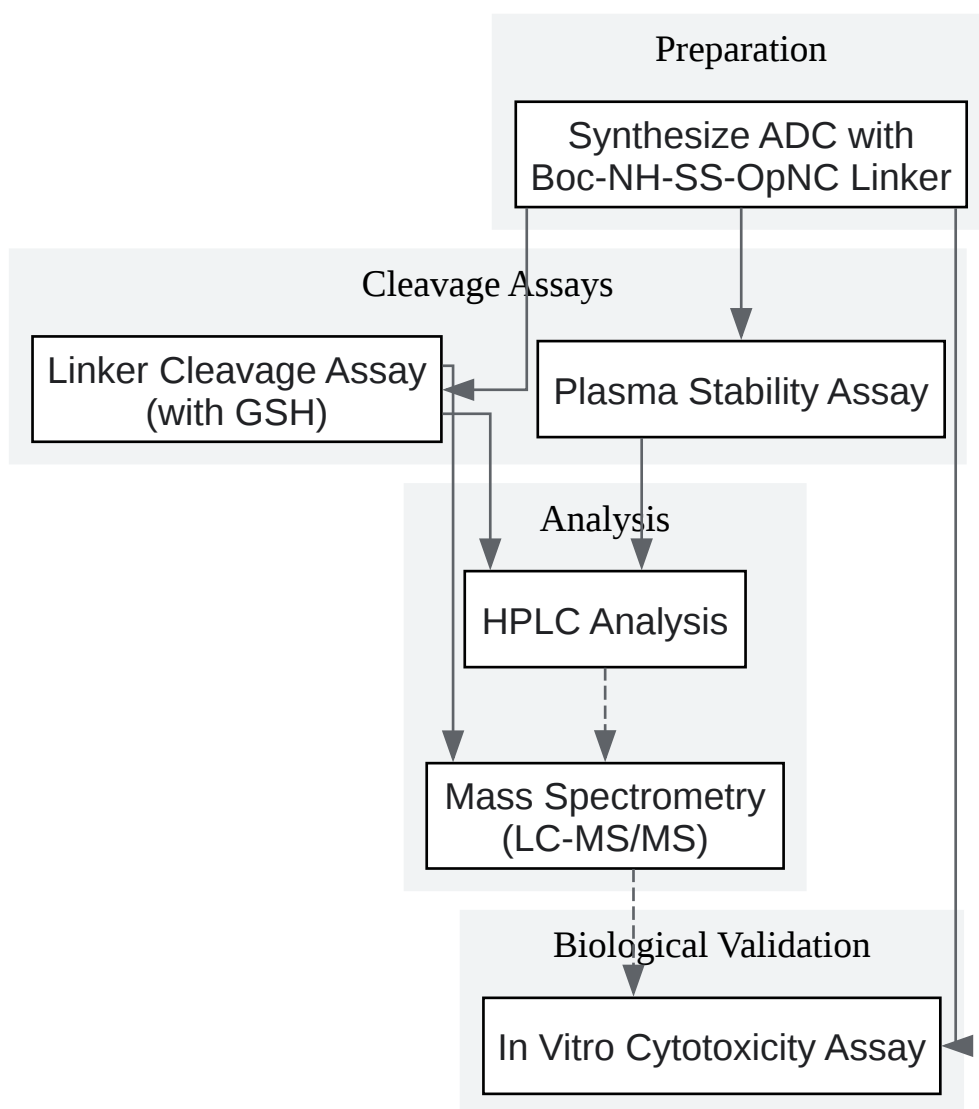 Preparation
Synthesize ADC with
Boc-NH-SS-OpNC Linker
Cleavage Assays
Linker Cleavage Assay
(with GSH)
Plasma Stability Assay
Analysis
HPLC Analysis
Mass Spectrometry
(LC-MS/MS)
Biological Validation
In Vitro Cytotoxicity Assay